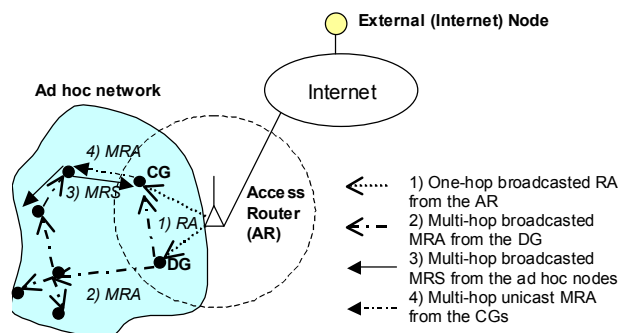 External (Internet) Node
Internet
Ad hoc network
4) MRA
CG
3) MRS
1) RA
Access
Router
(AR)
DG
2) MRA
1) One-hop broadcasted RA
from the AR
2) Multi-hop broadcasted
MRA from the DG
3) Multi-hop broadcasted
MRS from the ad hoc nodes
4) Multi-hop unicast MRA
from the CGs